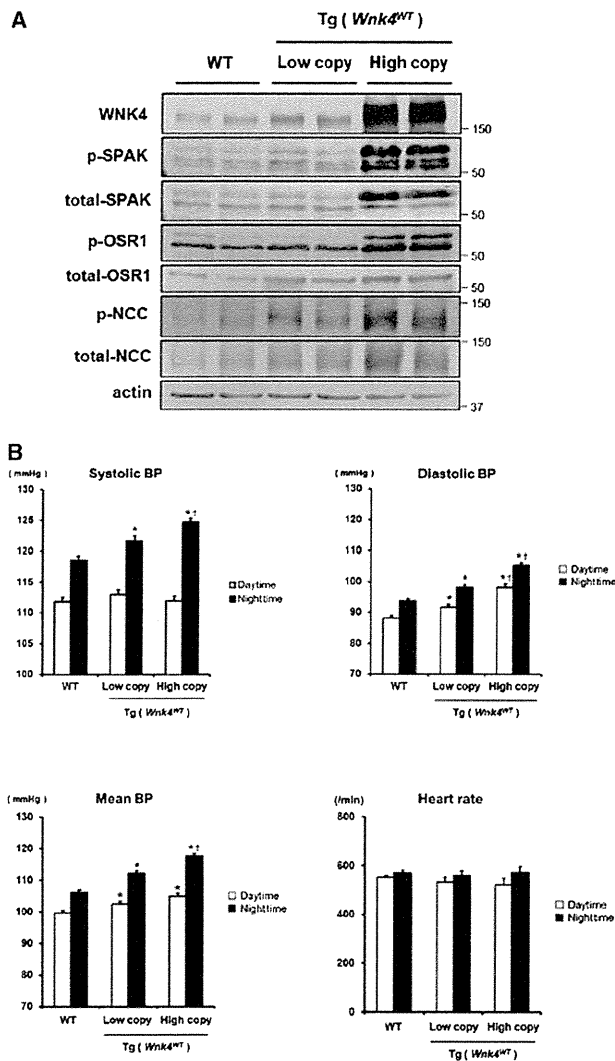 A
Tg ( Wnk4WT )
WT Low copy High copy
WNK4
150
p-SPAK
50
total-SPAK
50
p-OSR1
50
total-OSR1
50
p-NCC
150
150
total-NCC
actin
37
B
( mmHg ) Systolic BP
130
125
120
115
110
105
100
* *†
Daytime
Nighttime
WT Low copy High copy
Tg ( Wnk4WT )
( mmHg ) Diastolic BP
130
120
110
100
90
80
70
* * *† *†
Daytime
Nighttime
WT Low copy High copy
Tg ( Wnk4WT )
( mmHg ) Mean BP
130
120
110
100
90
80
70
* * * *†
Daytime
Nighttime
WT Low copy High copy
Tg ( Wnk4WT )
(/min) Heart rate
800
600
400
200
0
Daytime
Nighttime
WT Low copy High copy
Tg ( Wnk4WT )